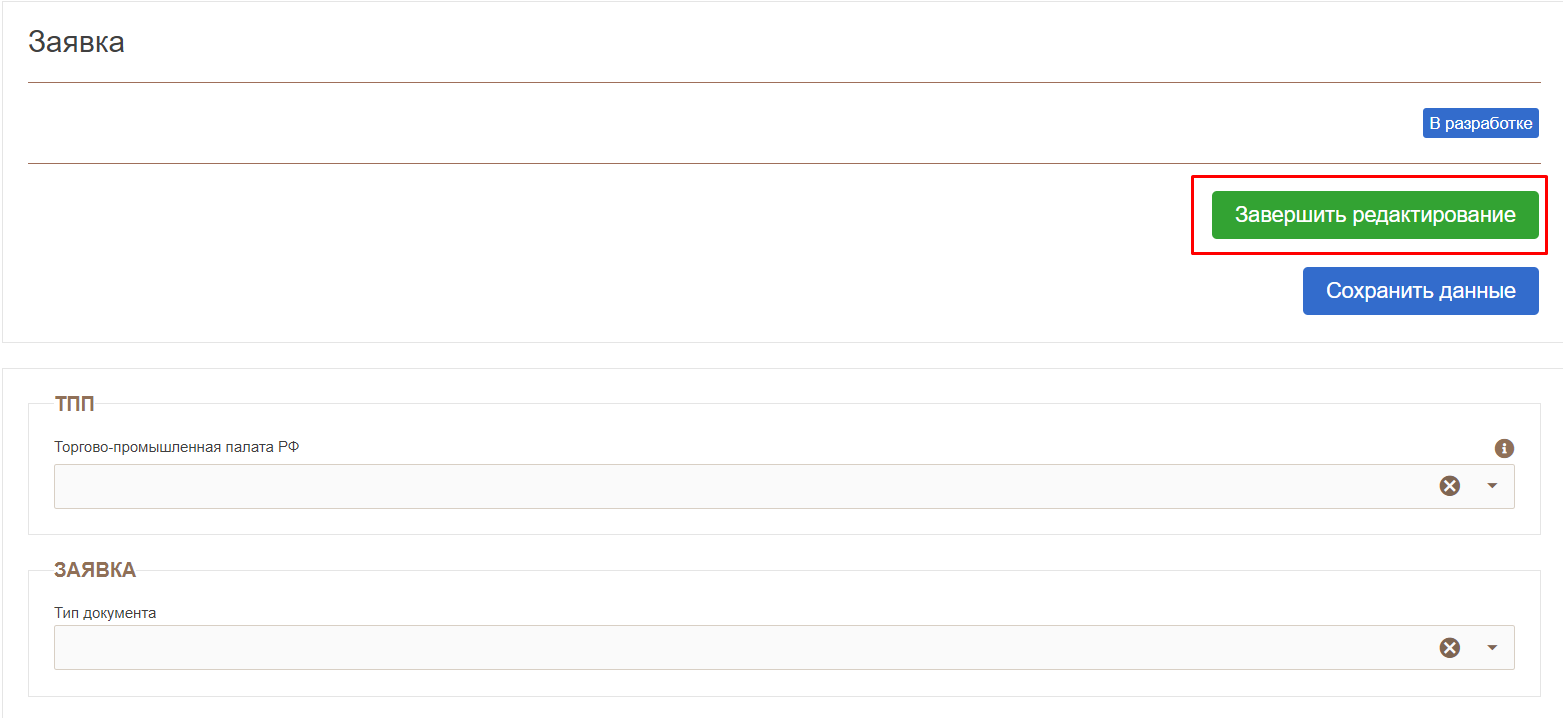 Заявка
В разработке
Завершить редактирование
Сохранить данные
ТПП
Торгово-промышленная палата РФ
ЗАЯВКА
Тип документа